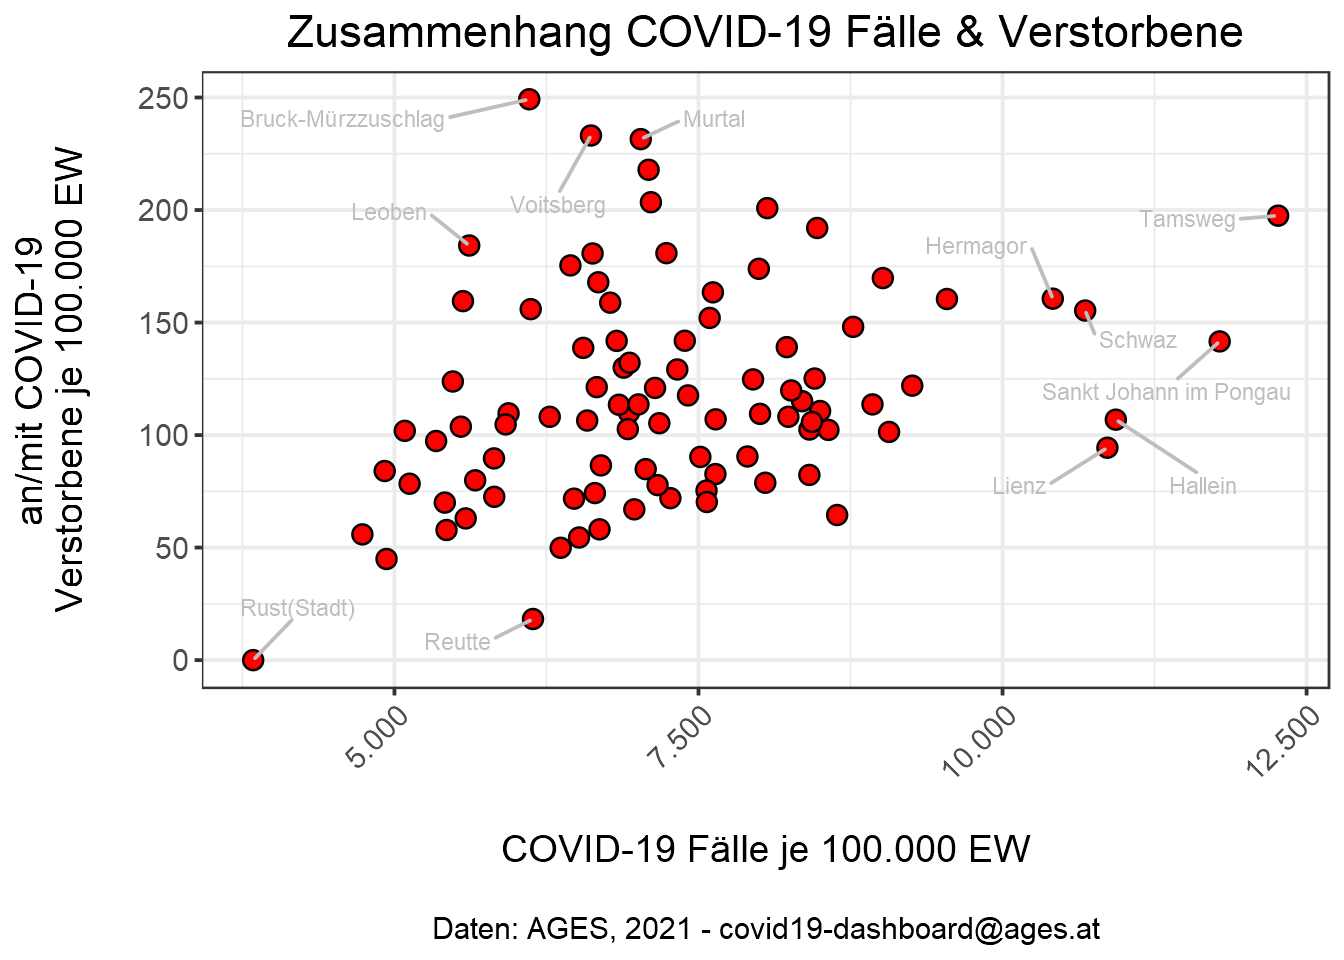 Zusammenhang COVID-19 Fälle & Verstorbene
an/mit COVID-19
Verstorbene je 100.000 EW
250
200
150
100
50
0
Bruck-Mürzzuschlag
Murtal
Voitsberg
Leoben
Tamsweg
Hermagor
Schwaz
Sankt Johann im Pongau
Lienz
Hallein
Rust(Stadt)
Reutte
5.000
7.500
10.000
12.500
COVID-19 Fälle je 100.000 EW
Daten: AGES, 2021 - covid19-dashboard@ages.at